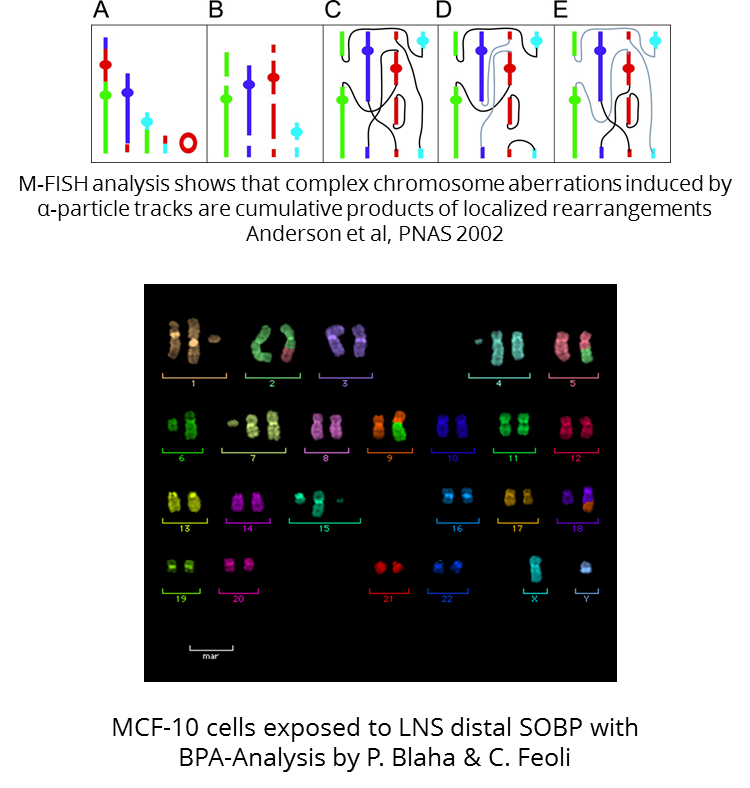 A B C D E
M-FISH analysis shows that complex chromosome aberrations induced by
α-particle tracks are cumulative products of localized rearrangements
Anderson et al, PNAS 2002
1 2 3 4 5
6 7 8 9 10 11 12
13 14 15 16 17 18
19 20 21 22 X Y
mar
MCF-10 cells exposed to LNS distal SOBP with
BPA-Analysis by P. Blaha & C. Feoli